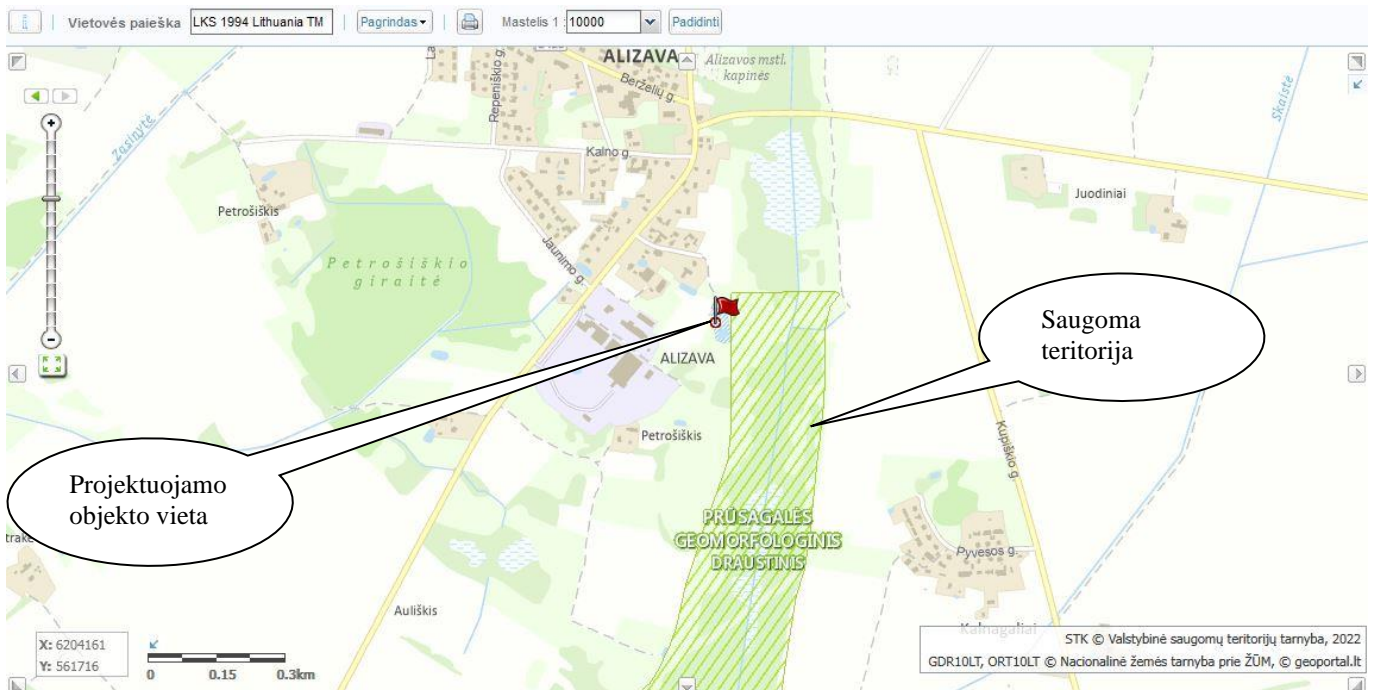 Vietovės paieška LKS 1994 Lithuania TM Pagrindas Mastelis 1 : 10000 Padidinti
ALIZAVA
Alizavos mstl.
kapinės
Berželių g.
Repeniškio g.
Zasinytė
Skaistė
Kalno g.
Petrošiškis
Juodiniai
Jaunimo g.
Petrošiškio
giraitė
Saugoma
teritorija
ALIZAVA
Petrošiškis
Kupiškio g.
Projektuojamo
objekto vieta
PRŪSAGALĖS
GEOMORFOLOGINIS
DRAUSTINIS
Pyvesos g.
Auliškis
Kalnagaliai
X: 6204161
Y: 561716
0 0.15 0.3km
STK © Valstybinė saugomų teritorijų tarnyba, 2022
GDR10LT, ORT10LT © Nacionalinė žemės tarnyba prie ŽŪM, © geoportal.lt